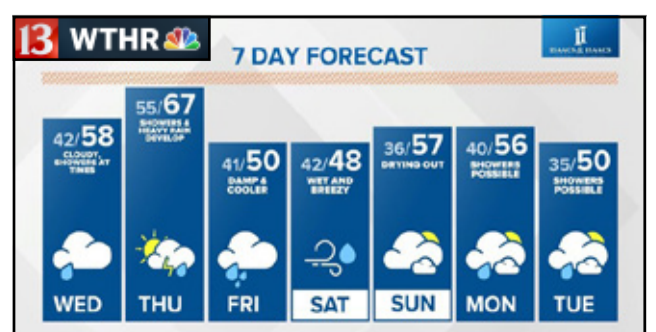 13 WTHR
7 DAY FORECAST
42/58
CLOUDY,
SHOWERS AT
TIMES
WED
55/67
SHOWERS &
HEAVY RAIN
DEVELOP
THU
41/50
DAMP &
COOLER
FRI
42/48
WET AND
BREEZY
SAT
36/57
DRYING OUT
SUN
40/56
SHOWERS
POSSIBLE
MON
35/50
SHOWERS
POSSIBLE
TUE